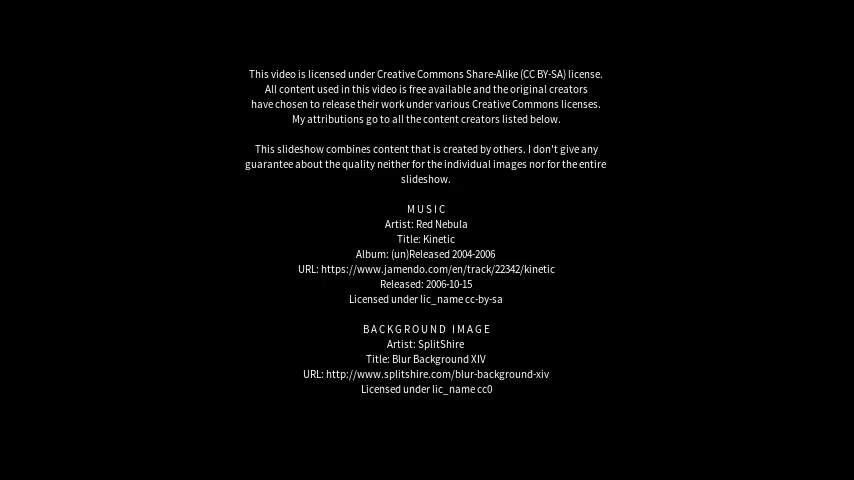 This video is licensed under Creative Commons Share-Alike (CC BY-SA) license.
All content used in this video is free available and the original creators
have chosen to release their work under various Creative Commons licenses.
My attributions go to all the content creators listed below.
This slideshow combines content that is created by others. I don't give any
guarantee about the quality neither for the individual images nor for the entire
slideshow.
MUSIC
Artist: Red Nebula
Title: Kinetic
Album: (un)Released 2004-2006
URL: https://www.jamendo.com/en/track/22342/kinetic
Released: 2006-10-15
Licensed under lic_name cc-by-sa
BACKGROUND IMAGE
Artist: SplitShire
Title: Blur Background XIV
URL: http://www.splitshire.com/blur-background-xiv
Licensed under lic_name cc0